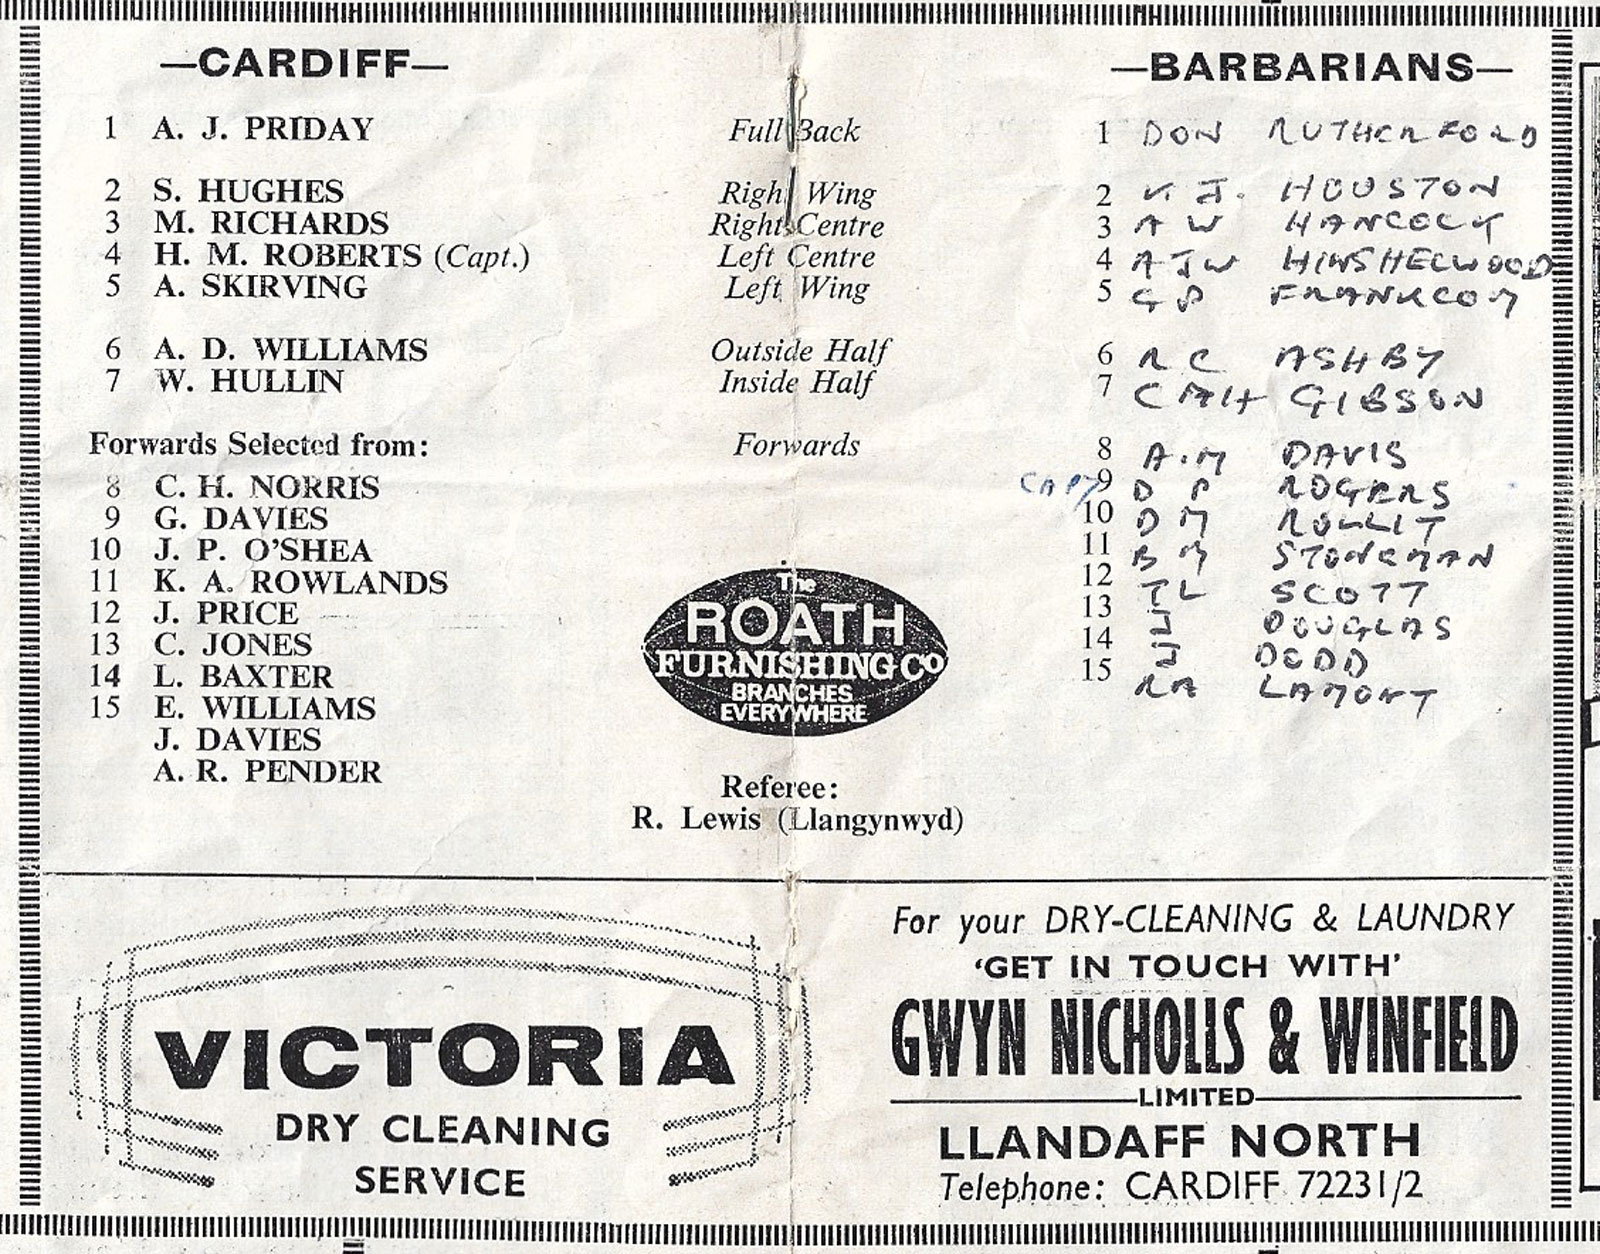 —CARDIFF— —BARBARIANS—
1 A. J. PRIDAY Full Back 1 DON RUTHERFORD
2 S. HUGHES Right Wing 2 K J. HOUSTON
3 M. RICHARDS Right Centre 3 A W HANCOCK
4 H. M. ROBERTS (Capt.) Left Centre 4 A J W HINSHELWOOD
5 A. SKIRVING Left Wing 5 G P FRANKCOM
6 A. D. WILLIAMS Outside Half 6 R C ASHBY
7 W. HULLIN Inside Half 7 C M H GIBSON
Forwards Selected from: Forwards 8 A.M DAVIS
8 C. H. NORRIS CAPT 9 D P ROGERS
9 G. DAVIES 10 D M ROLLIT
10 J. P. O'SHEA 11 B M STONEMAN
11 K. A. ROWLANDS 12 T L SCOTT
12 J. PRICE 13 J DOUGLAS
13 C. JONES 14 J DODD
14 L. BAXTER 15 R A LAMONT
15 E. WILLIAMS
J. DAVIES
A. R. PENDER
The
ROATH
FURNISHING CO
BRANCHES
EVERYWHERE
Referee:
R. Lewis (Llangynwyd)
VICTORIA
DRY CLEANING
SERVICE
For your DRY-CLEANING & LAUNDRY
'GET IN TOUCH WITH'
GWYN NICHOLLS & WINFIELD
LIMITED
LLANDAFF NORTH
Telephone: CARDIFF 72231/2